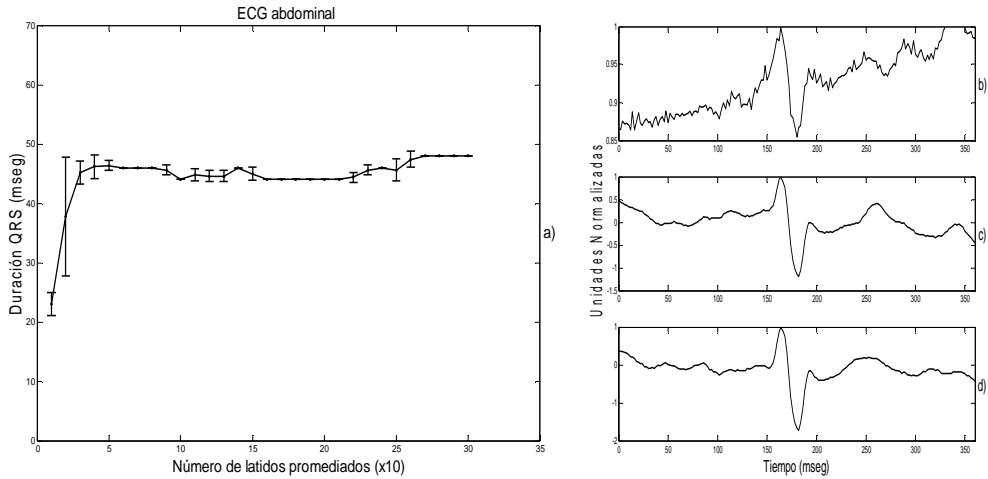 ECG abdominal
70
60
50
40
30
20
10
0
Duración QRS (mseg)
0 5 10 15 20 25 30 35
Número de latidos promediados (x10)
a)
Unidades Normalizadas
1
0.95
0.9
0.85
0 50 100 150 200 250 300 350
b)
1
0.5
0
-0.5
-1
-1.5
0 50 100 150 200 250 300 350
c)
1
0
-1
-2
0 50 100 150 200 250 300 350
d)
Tiempo (mseg)